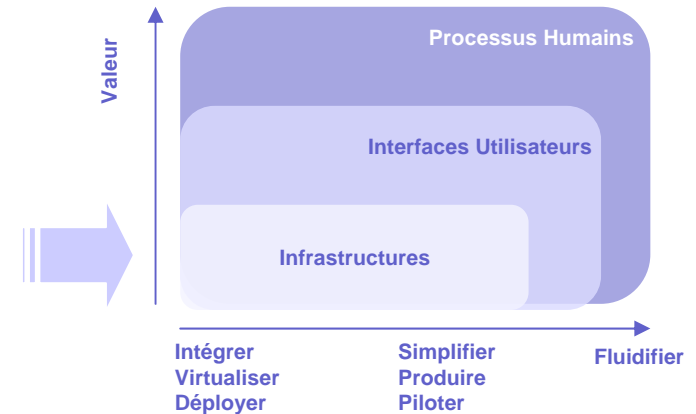 Processus Humains
Valeur
Interfaces Utilisateurs
Infrastructures
Intégrer
Virtualiser
Déployer
Simplifier
Produire
Piloter
Fluidifier